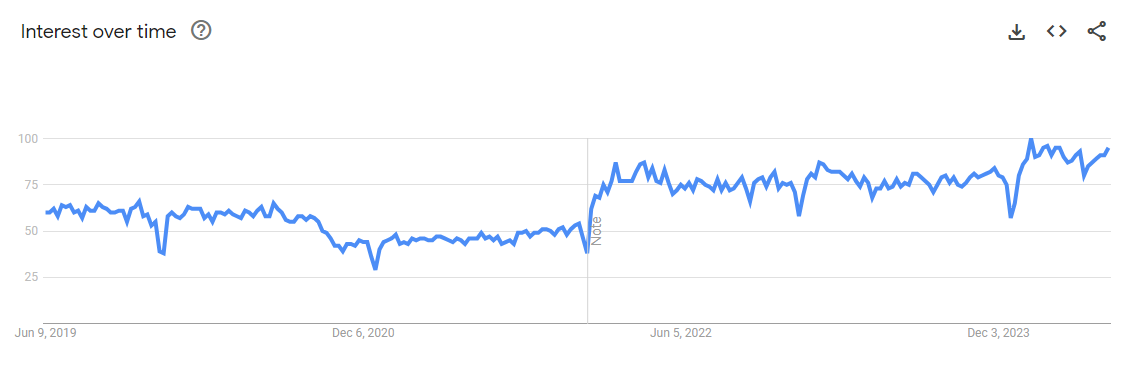 Interest over time
100
75
50
25
Note
Jun 9, 2019
Dec 6, 2020
Jun 5, 2022
Dec 3, 2023